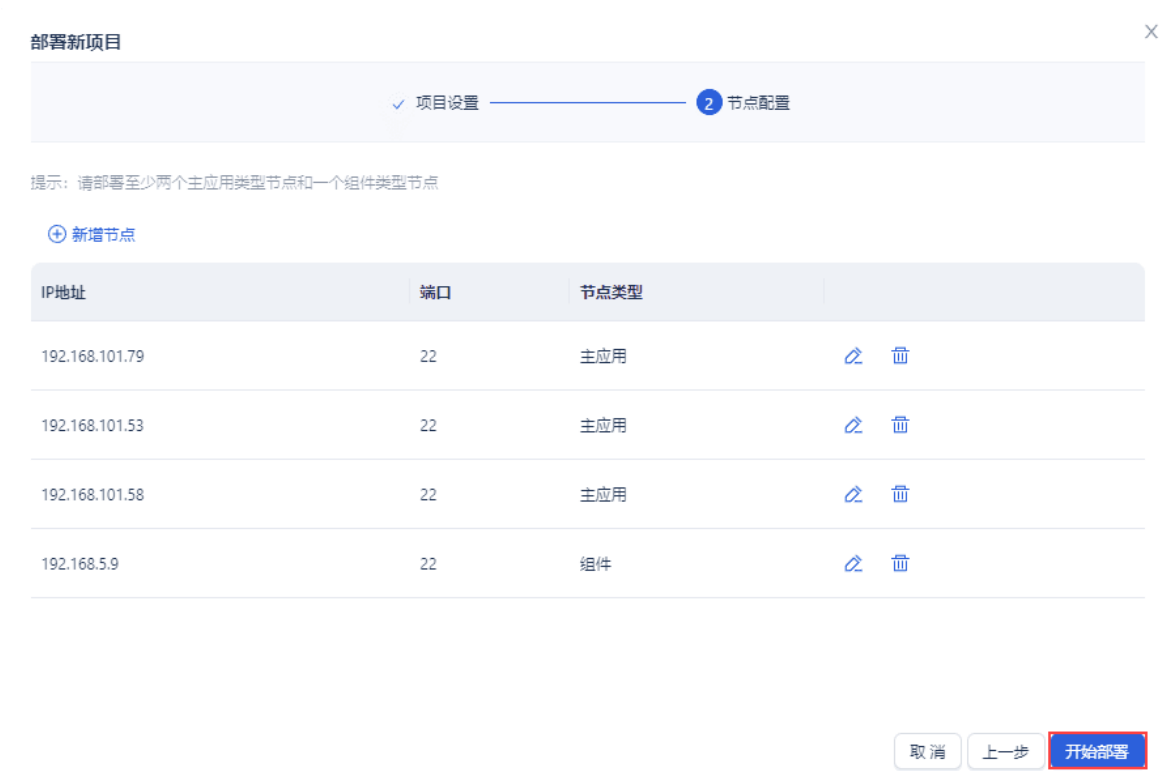 部署新项目
项目设置 2 节点配置
提示：请部署至少两个主应用类型节点和一个组件类型节点
新增节点
IP地址 端口 节点类型
192.168.101.79 22 主应用
192.168.101.53 22 主应用
192.168.101.58 22 主应用
192.168.5.9 22 组件
取消 上一步 开始部署